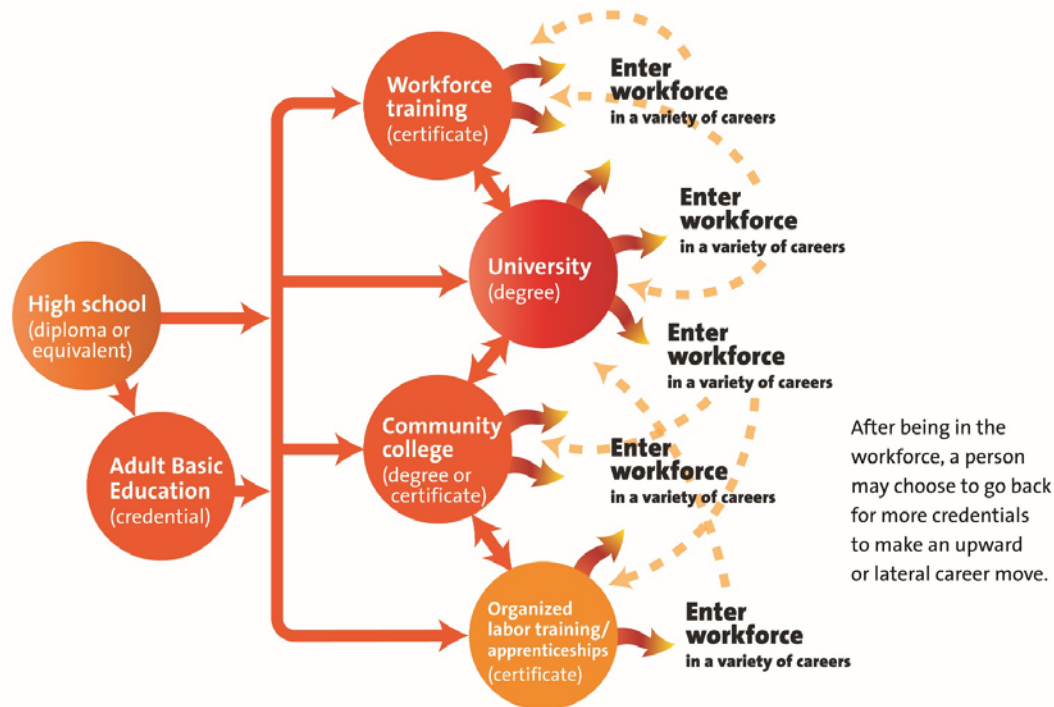 Workforce
training
(certificate)
Enter
workforce
in a variety of careers
University
(degree)
Enter
workforce
in a variety of careers
High school
(diploma or
equivalent)
Enter
workforce
in a variety of careers
Adult Basic
Education
(credential)
Community
college
(degree or
certificate)
Enter
workforce
in a variety of careers
After being in the
workforce, a person
may choose to go back
for more credentials
to make an upward
or lateral career move.
Organized
labor training/
apprenticeships
(certificate)
Enter
workforce
in a variety of careers